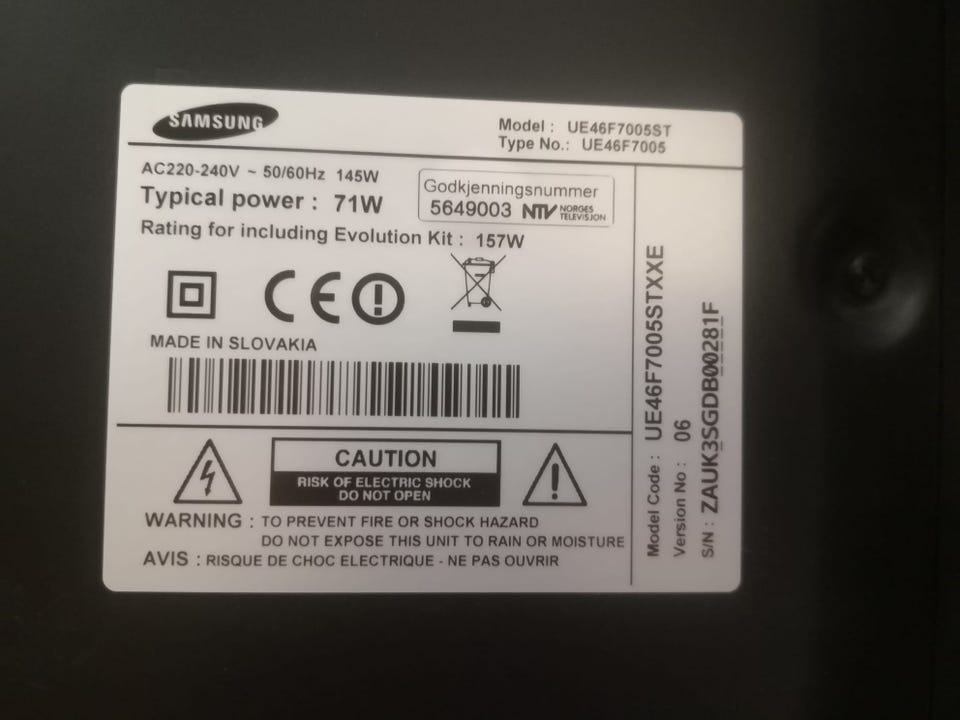 SAMSUNG
Model : UE46F7005ST
Type No.: UE46F7005
AC220-240V ~ 50/60Hz 145W
Typical power : 71W
Godkjenningsnummer
5649003 NTV NORGES TELEVISJON
Rating for including Evolution Kit : 157W
CE
MADE IN SLOVAKIA
CAUTION
RISK OF ELECTRIC SHOCK
DO NOT OPEN
WARNING : TO PREVENT FIRE OR SHOCK HAZARD
DO NOT EXPOSE THIS UNIT TO RAIN OR MOISTURE
AVIS : RISQUE DE CHOC ELECTRIQUE - NE PAS OUVRIR
Model Code : UE46F7005STXXE
Version No : 06
S/N : ZAUK3SGDB00281F